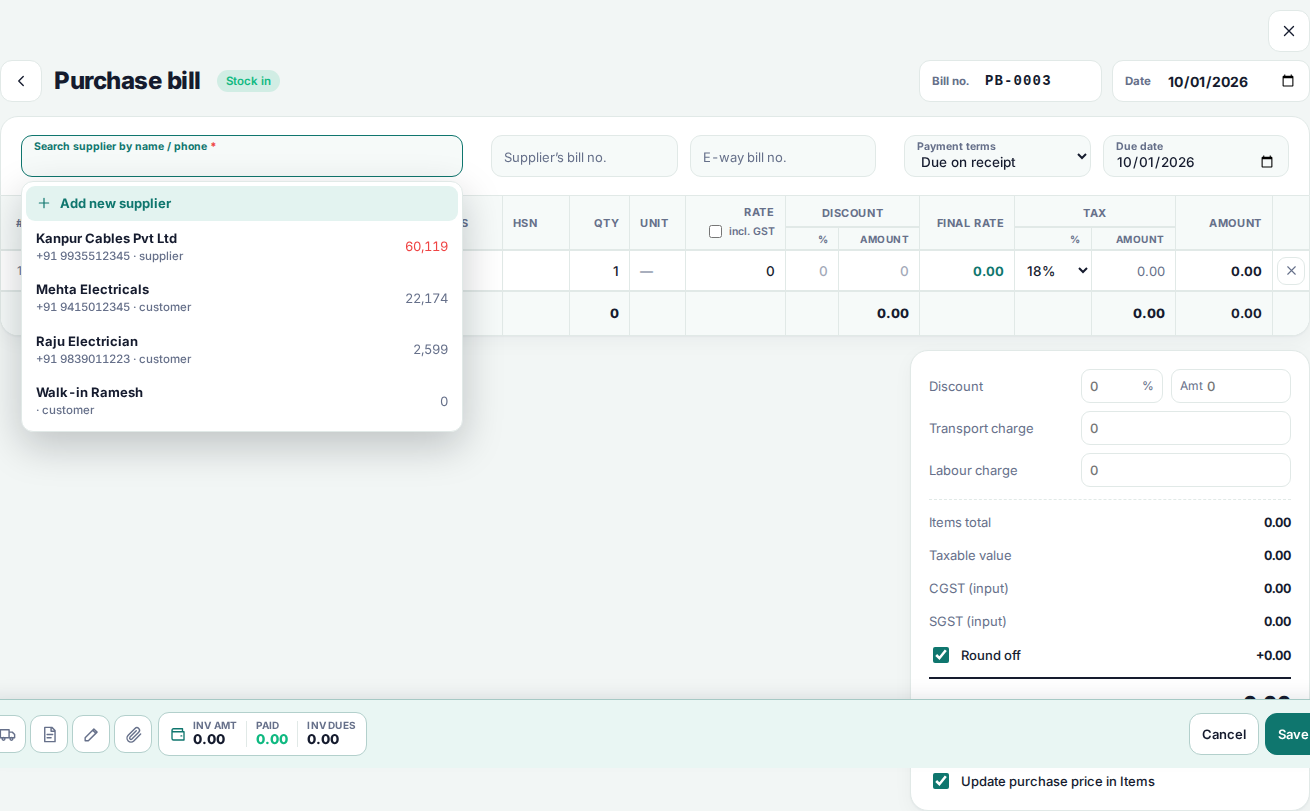 Purchase bill
Stock in
Bill no. PB-0003
Date 10/01/2026
Search supplier by name / phone *
Supplier's bill no.
E-way bill no.
Payment terms
Due on receipt
Due date
10/01/2026
+ Add new supplier
Kanpur Cables Pvt Ltd
+91 9935512345 · supplier
60,119
Mehta Electricals
+91 9415012345 · customer
22,174
Raju Electrician
+91 9839011223 · customer
2,599
Walk-in Ramesh
· customer
0
# HSN QTY UNIT RATE DISCOUNT FINAL RATE TAX AMOUNT
incl. GST % AMOUNT % AMOUNT
1 1 — 0 0 0 0.00 18% 0.00 0.00
0 0.00 0.00 0.00
Discount 0 % Amt 0
Transport charge 0
Labour charge 0
Items total 0.00
Taxable value 0.00
CGST (input) 0.00
SGST (input) 0.00
Round off +0.00
INV AMT
0.00
PAID
0.00
INV DUES
0.00
Cancel
Save
Update purchase price in Items